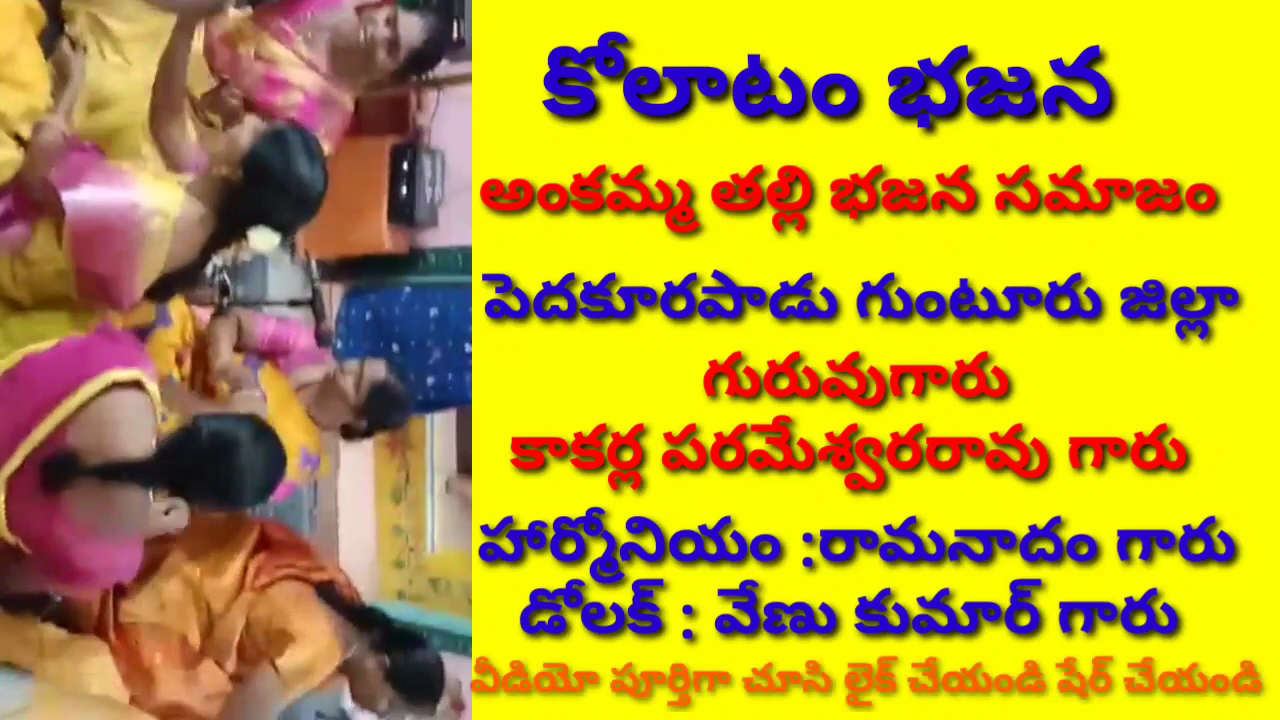 కోలాటం భజన
అంకమ్మ తల్లి భజన సమాజం
పెదకూరపాడు గుంటూరు జిల్లా
గురువుగారు
కాకర్ల పరమేశ్వరరావు గారు
హార్మోనియం :రామనాదం గారు
డోలక్ : వేణు కుమార్ గారు
వీడియో పూర్తిగా చూసి లైక్ చేయండి షేర్ చేయండి